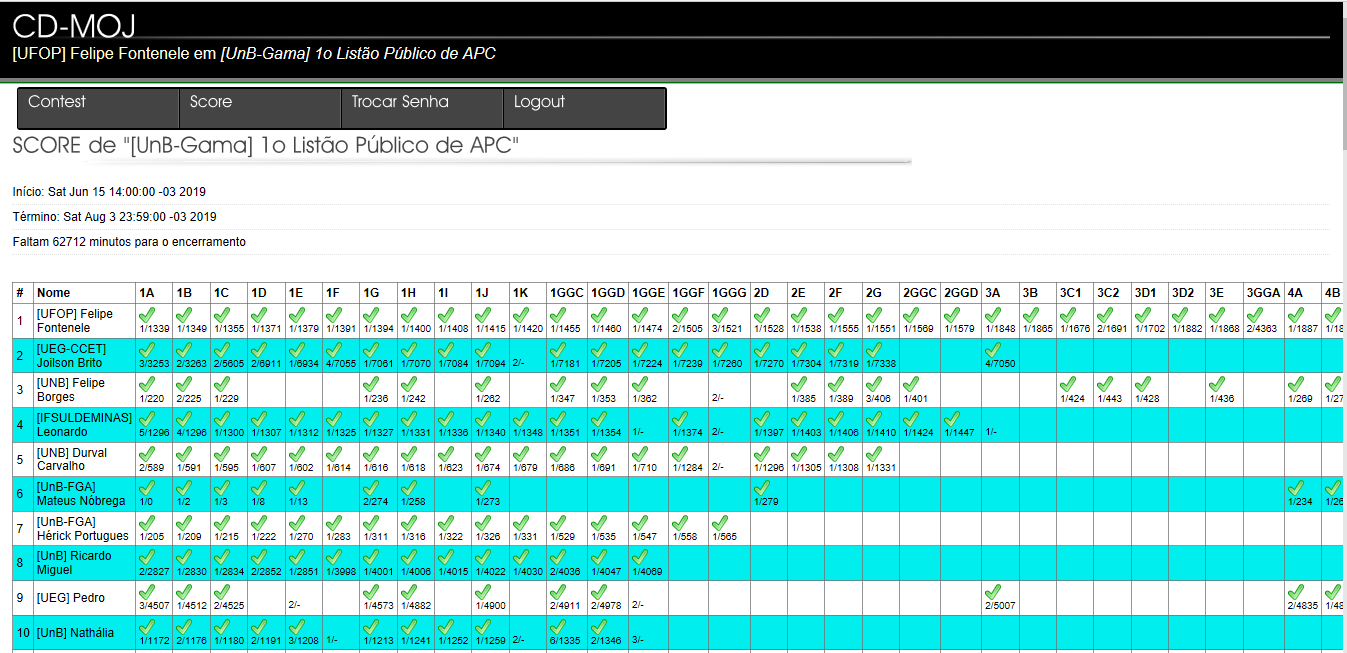 CD-MOJ
[UFOP] Felipe Fontenele em [UnB-Gama] 1o Listão Público de APC
Contest Score Trocar Senha Logout
SCORE de "[UnB-Gama] 1o Listão Público de APC"
Início: Sat Jun 15 14:00:00 -03 2019
Término: Sat Aug 3 23:59:00 -03 2019
Faltam 62712 minutos para o encerramento
# Nome 1A 1B 1C 1D 1E 1F 1G 1H 1I 1J 1K 1GGC 1GGD 1GGE 1GGF 1GGG 2D 2E 2F 2G 2GGC 2GGD 3A 3B 3C1 3C2 3D1 3D2 3E 3GGA 4A 4B
1 [UFOP] Felipe
Fontenele 1/1339 1/1349 1/1355 1/1371 1/1379 1/1391 1/1394 1/1400 1/1408 1/1415 1/1420 1/1455 1/1460 1/1474 2/1505 3/1521 1/1528 1/1538 1/1555 1/1551 1/1569 1/1579 1/1848 1/1865 1/1676 2/1691 1/1702 1/1882 1/1868 2/4363 1/1887 1/18
2 [UEG-CCET]
Joilson Brito 3/3253 2/3263 2/5605 2/6911 1/6934 4/7055 1/7061 1/7070 1/7084 1/7094 2/- 1/7181 1/7205 1/7224 1/7239 1/7260 1/7270 1/7304 1/7319 1/7338 4/7050
3 [UNB] Felipe
Borges 1/220 2/225 1/229 1/236 1/242 1/262 1/347 1/353 1/362 2/- 1/385 1/389 3/406 1/401 1/424 1/443 1/428 1/436 1/269 1/27
4 [IFSULDEMINAS]
Leonardo 5/1296 4/1296 1/1300 1/1307 1/1312 1/1325 1/1327 1/1331 1/1336 1/1340 1/1348 1/1351 1/1354 1/- 1/1374 2/- 1/1397 1/1403 1/1406 1/1410 1/1424 1/1447 1/-
5 [UNB] Durval
Carvalho 2/589 1/591 1/595 1/607 1/602 1/614 1/616 1/618 1/623 1/674 1/679 1/686 1/691 1/710 1/1284 2/- 1/1296 1/1305 1/1308 1/1331
6 [UnB-FGA]
Mateus Nóbrega 1/0 1/2 1/3 1/8 1/13 2/274 1/258 1/273 1/279 1/234 1/26
7 [UnB-FGA]
Hérick Portugues 1/205 1/209 1/215 1/222 1/270 1/283 1/311 1/316 1/322 1/326 1/331 1/529 1/535 1/547 1/558 1/565
8 [UnB] Ricardo
Miguel 2/2827 1/2830 1/2834 2/2852 1/2851 1/3998 1/4001 1/4006 1/4015 1/4022 1/4030 2/4036 1/4047 1/4069
9 [UEG] Pedro 3/4507 1/4512 2/4525 2/- 1/4573 1/4882 1/4900 2/4911 2/4978 2/- 2/5007 2/4835 1/48
10 [UnB] Nathália 1/1172 2/1176 1/1180 2/1191 3/1208 1/- 1/1213 1/1241 1/1252 1/1259 2/- 6/1335 2/1346 3/-